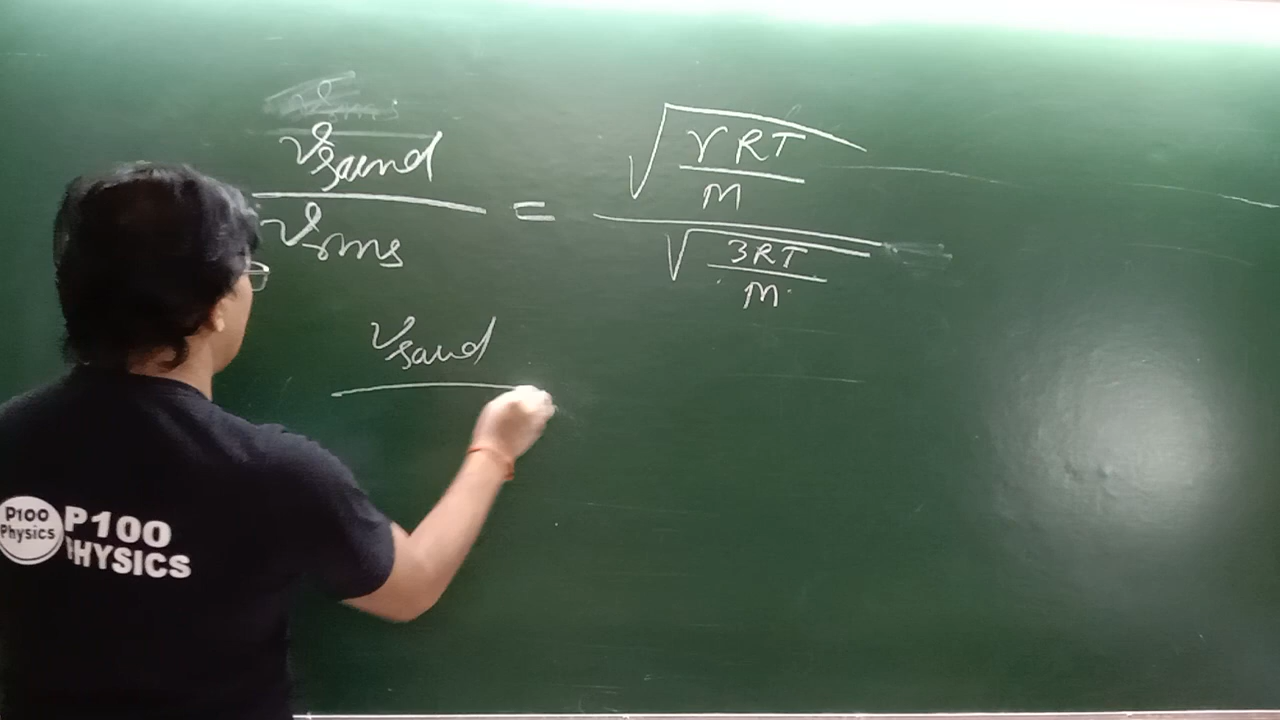 v_sound / v_rms = √(γRT / M) / √(3RT / M)
v_sound
P100 Physics
P100 PHYSICS